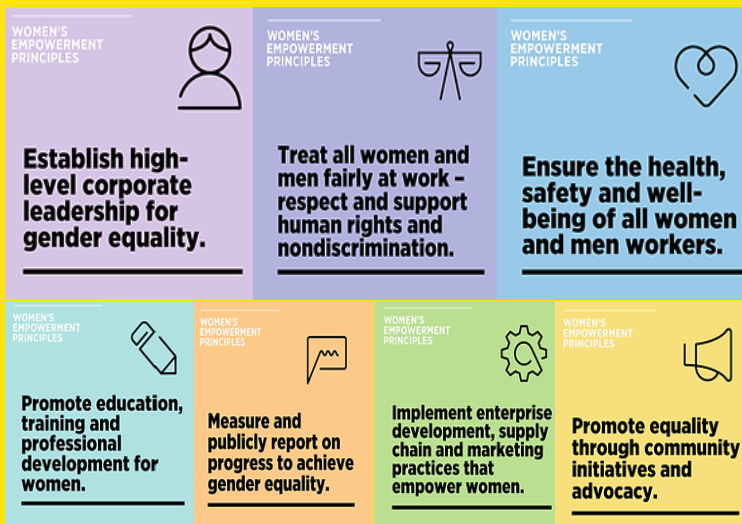 WOMEN'S
EMPOWERMENT
PRINCIPLES
Establish high-
level corporate
leadership for
gender equality.
WOMEN'S
EMPOWERMENT
PRINCIPLES
Treat all women and
men fairly at work –
respect and support
human rights and
nondiscrimination.
WOMEN'S
EMPOWERMENT
PRINCIPLES
Ensure the health,
safety and well-
being of all women
and men workers.
WOMEN'S
EMPOWERMENT
PRINCIPLES
Promote education,
training and
professional
development for
women.
WOMEN'S
EMPOWERMENT
PRINCIPLES
Measure and
publicly report on
progress to achieve
gender equality.
WOMEN'S
EMPOWERMENT
PRINCIPLES
Implement enterprise
development, supply
chain and marketing
practices that
empower women.
WOMEN'S
EMPOWERMENT
PRINCIPLES
Promote equality
through community
initiatives and
advocacy.